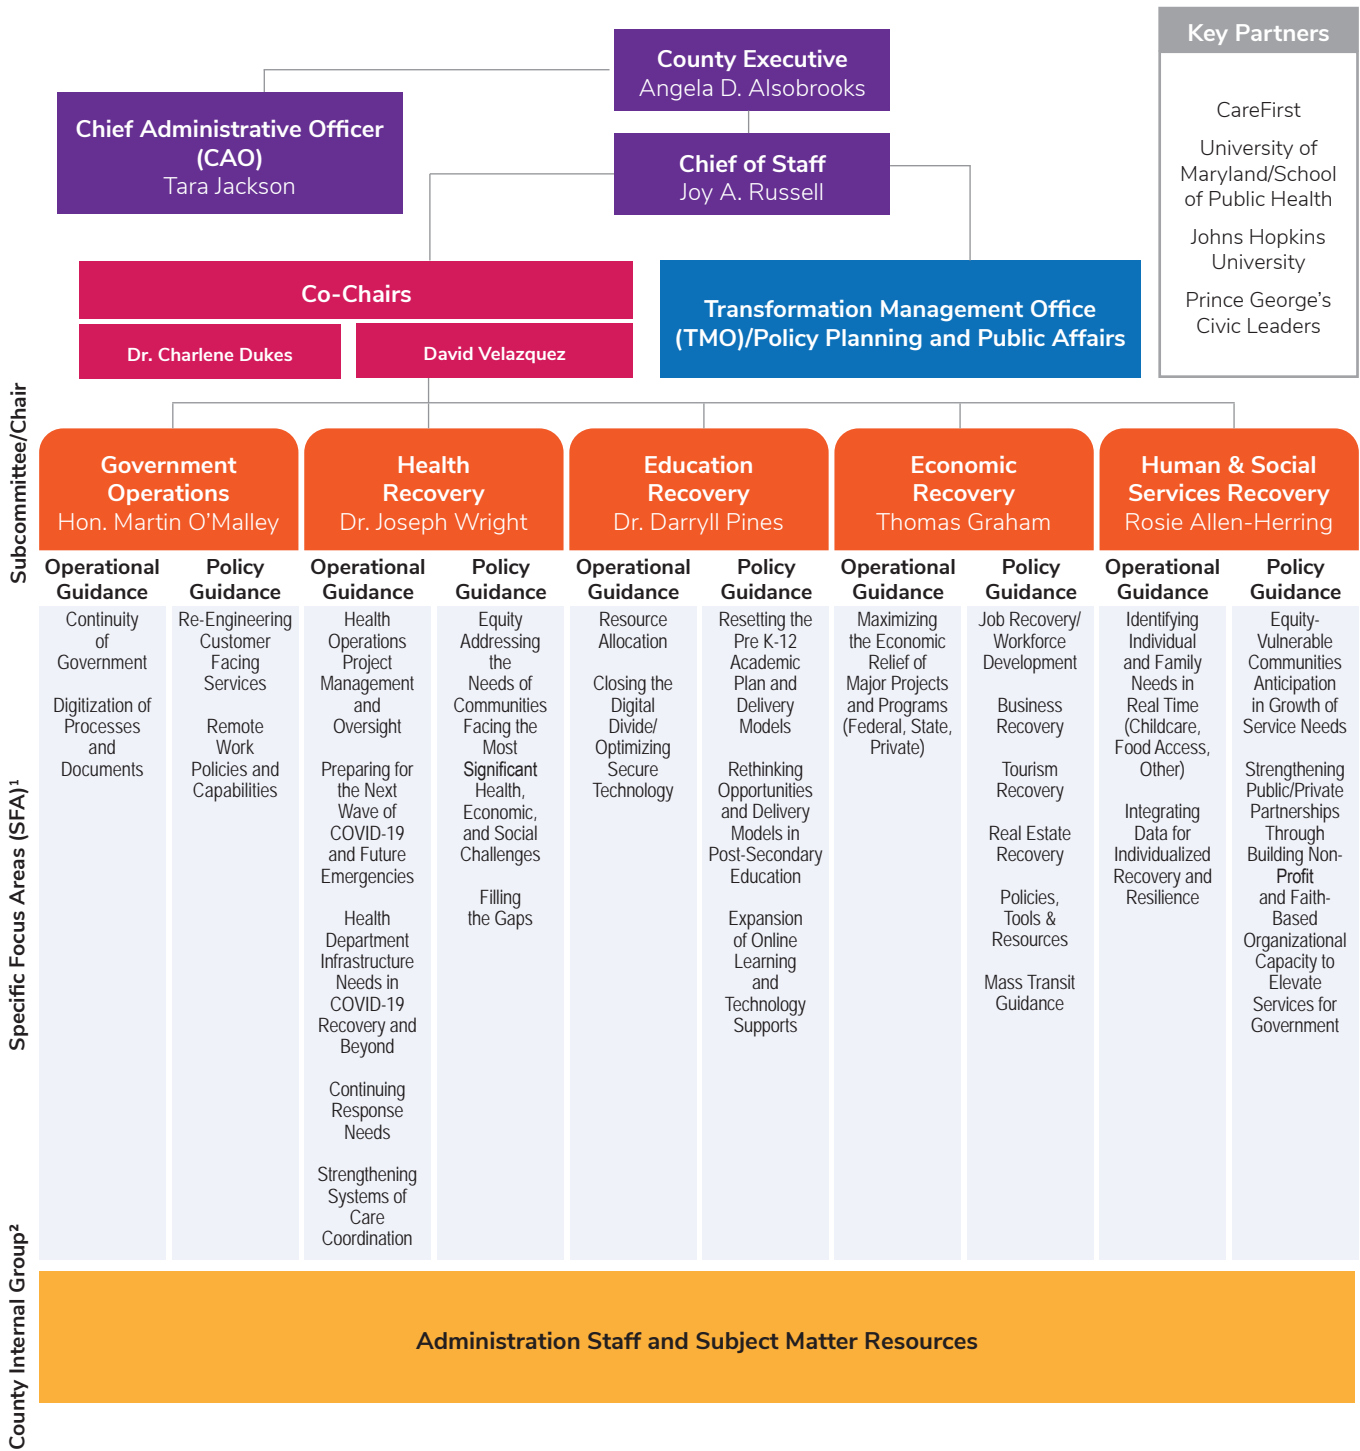 County Executive
Angela D. Alsobrooks
Chief Administrative Officer
(CAO)
Tara Jackson
Chief of Staff
Joy A. Russell
Key Partners
CareFirst
University of
Maryland/School
of Public Health
Johns Hopkins
University
Prince George's
Civic Leaders
Co-Chairs
Dr. Charlene Dukes
David Velazquez
Transformation Management Office
(TMO)/Policy Planning and Public Affairs
Subcommittee/Chair
Government
Operations
Hon. Martin O'Malley
Health
Recovery
Dr. Joseph Wright
Education
Recovery
Dr. Darryll Pines
Economic
Recovery
Thomas Graham
Human & Social
Services Recovery
Rosie Allen-Herring
Specific Focus Areas (SFA)¹
Operational
Guidance
Continuity
of
Government
Digitization of
Processes
and
Documents
Policy
Guidance
Re-Engineering
Customer
Facing
Services
Remote
Work
Policies and
Capabilities
Operational
Guidance
Health
Operations
Project
Management
and
Oversight
Preparing for
the Next
Wave of
COVID-19
and Future
Emergencies
Health
Department
Infrastructure
Needs in
COVID-19
Recovery and
Beyond
Continuing
Response
Needs
Strengthening
Systems of
Care
Coordination
Policy
Guidance
Equity
Addressing
the
Needs of
Communities
Facing the
Most
Significant
Health,
Economic,
and Social
Challenges
Filling
the Gaps
Operational
Guidance
Resource
Allocation
Closing the
Digital
Divide/
Optimizing
Secure
Technology
Policy
Guidance
Resetting the
Pre K-12
Academic
Plan and
Delivery
Models
Rethinking
Opportunities
and Delivery
Models in
Post-Secondary
Education
Expansion
of Online
Learning
and
Technology
Supports
Operational
Guidance
Maximizing
the Economic
Relief of
Major Projects
and Programs
(Federal, State,
Private)
Policy
Guidance
Job Recovery/
Workforce
Development
Business
Recovery
Tourism
Recovery
Real Estate
Recovery
Policies,
Tools &
Resources
Mass Transit
Guidance
Operational
Guidance
Identifying
Individual
and Family
Needs in
Real Time
(Childcare,
Food Access,
Other)
Integrating
Data for
Individualized
Recovery and
Resilience
Policy
Guidance
Equity-
Vulnerable
Communities
Anticipation
in Growth of
Service Needs
Strengthening
Public/Private
Partnerships
Through
Building Non-
Profit
and Faith-
Based
Organizational
Capacity to
Elevate
Services for
Government
County Internal Group²
Administration Staff and Subject Matter Resources